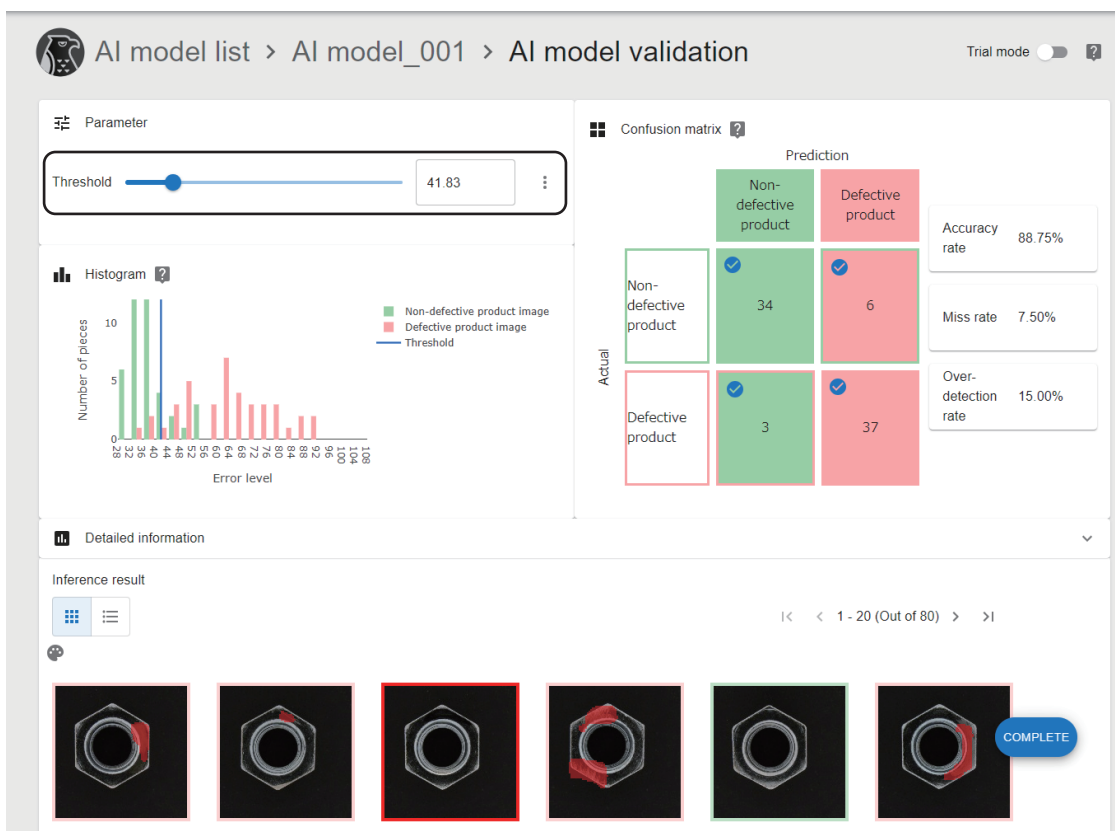 AI model list > AI model_001 > AI model validation
Trial mode
?
Parameter
Threshold
41.83
Histogram ?
Number of pieces
10
5
0
28 32 36 40 44 48 52 56 60 64 68 72 76 80 84 88 92 96 100 104 108
Error level
Non-defective product image
Defective product image
Threshold
Confusion matrix ?
Prediction
Non-
defective
product
Defective
product
Actual
Non-
defective
product
34
6
Defective
product
3
37
Accuracy
rate
88.75%
Miss rate
7.50%
Over-
detection
rate
15.00%
Detailed information
Inference result
1 - 20 (Out of 80)
COMPLETE